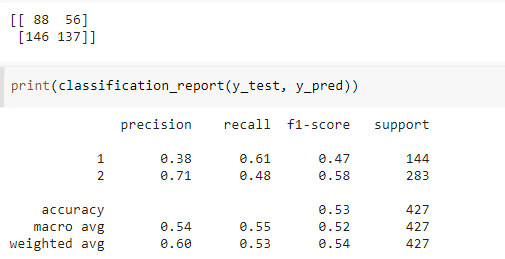 [[ 88 56]
[146 137]]
print(classification_report(y_test, y_pred))
precision recall f1-score support
1 0.38 0.61 0.47 144
2 0.71 0.48 0.58 283
accuracy 0.53 427
macro avg 0.54 0.55 0.52 427
weighted avg 0.60 0.53 0.54 427